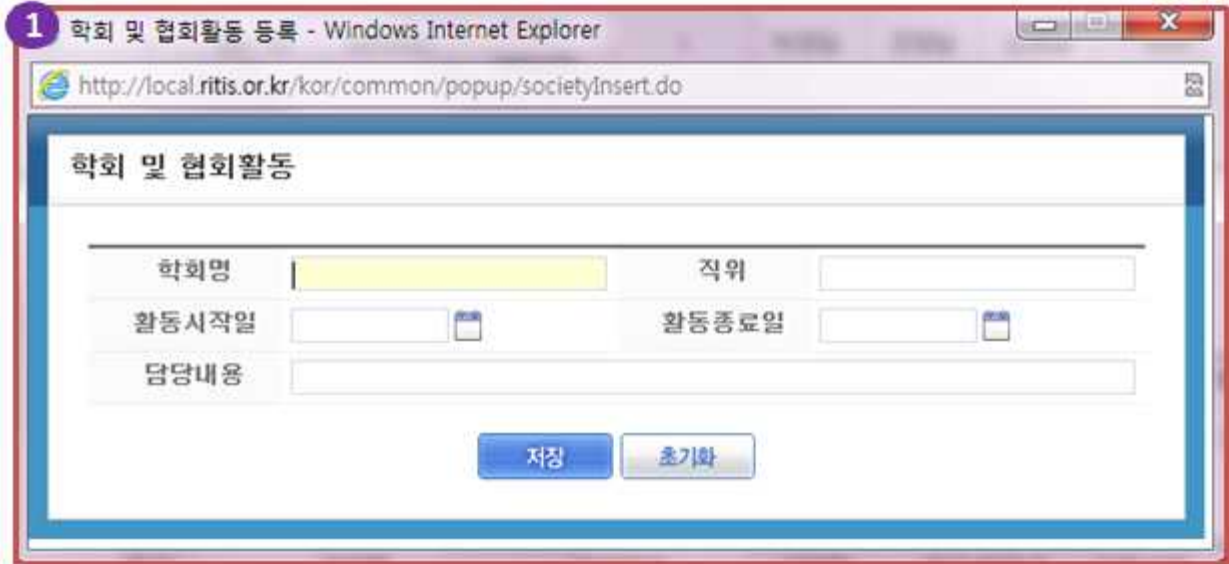 1
학회 및 협회활동 등록 - Windows Internet Explorer
http://local.ritis.or.kr/kor/common/popup/societyInsert.do
학회 및 협회활동
학회명 직위
활동시작일 활동종료일
담당내용
저장 초기화